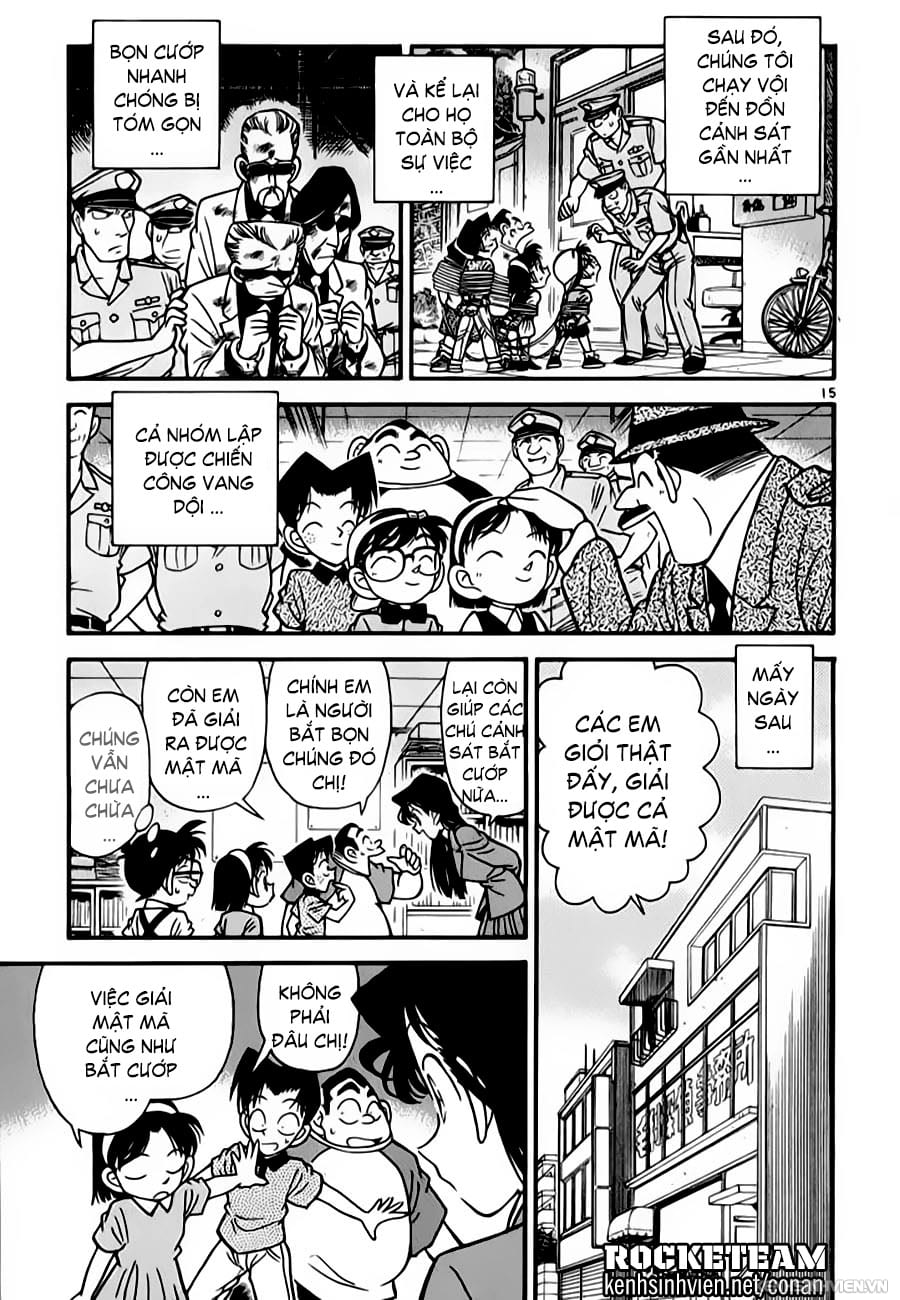 SAU ĐÓ,
CHÚNG TÔI
CHẠY VỘI
ĐẾN ĐỒN
CẢNH SÁT
GẦN NHẤT
...
VÀ KỂ LẠI
CHO HỌ
TOÀN BỘ
SỰ VIỆC
...
BỌN CƯỚP
NHANH
CHÓNG BỊ
TÓM GỌN
...
15
CẢ NHÓM LẬP
ĐƯỢC CHIẾN
CÔNG VANG
DỘI ...
MẤY
NGÀY
SAU
...
CÁC EM
GIỎI THẬT
ĐẤY, GIẢI
ĐƯỢC CẢ
MẬT MÃ!
LẠI CÒN
GIÚP CÁC
CHÚ CẢNH
SÁT BẮT
CƯỚP
NỮA...
CHÍNH EM
LÀ NGƯỜI
BẮT BỌN
CHÚNG ĐÓ
CHỊ!
CÒN EM
ĐÃ GIẢI
RA ĐƯỢC
MẬT MÃ
...
CHÚNG
VẪN
CHƯA
CHỪA
...
KHÔNG
PHẢI
ĐÂU CHỊ!
VIỆC GIẢI
MẬT MÃ
CŨNG NHƯ
BẮT CƯỚP
...
ROCKETEAM
kenhsinhvien.net/conan